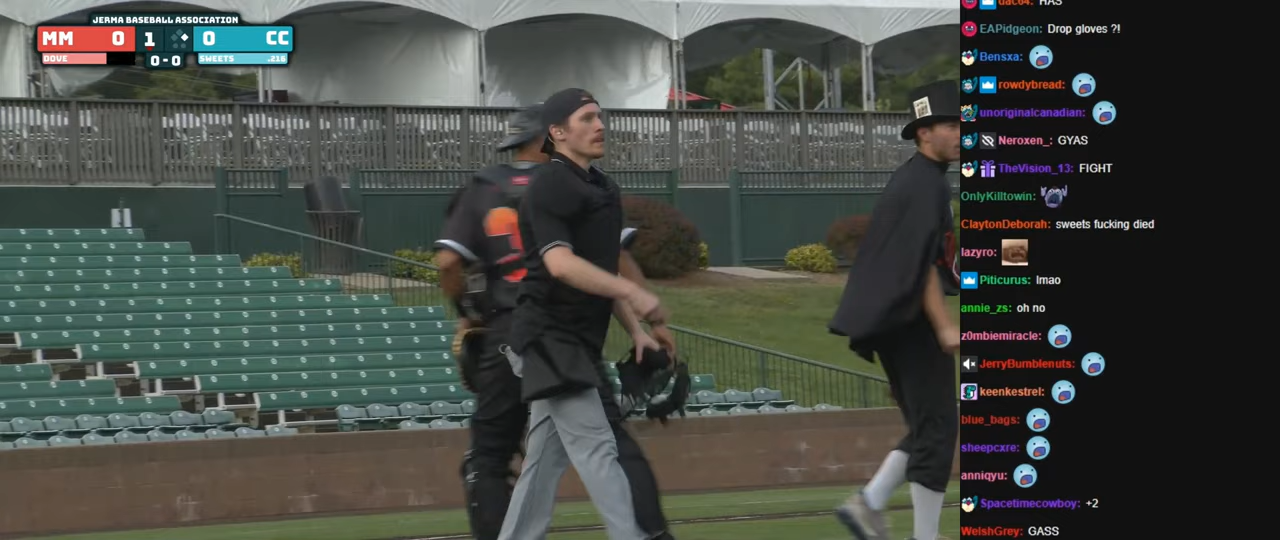 JERMA BASEBALL ASSOCIATION
MM 0 1 0 CC
DOVE 0-0 SWEETS .216
dac64: HAS
EAPidgeon: Drop gloves ?!
Bensxa:
rowdybread:
unoriginalcanadian:
Neroxen_: GYAS
TheVision_13: FIGHT
OnlyKilltowin:
ClaytonDeborah: sweets fucking died
lazyro:
Piticurus: lmao
annie_zs: oh no
z0mbiemiracle:
JerryBumblenuts:
keenkestrel:
blue_bags:
sheepcxre:
anniqyu:
Spacetimecowboy: +2
WelshGrey: GASS